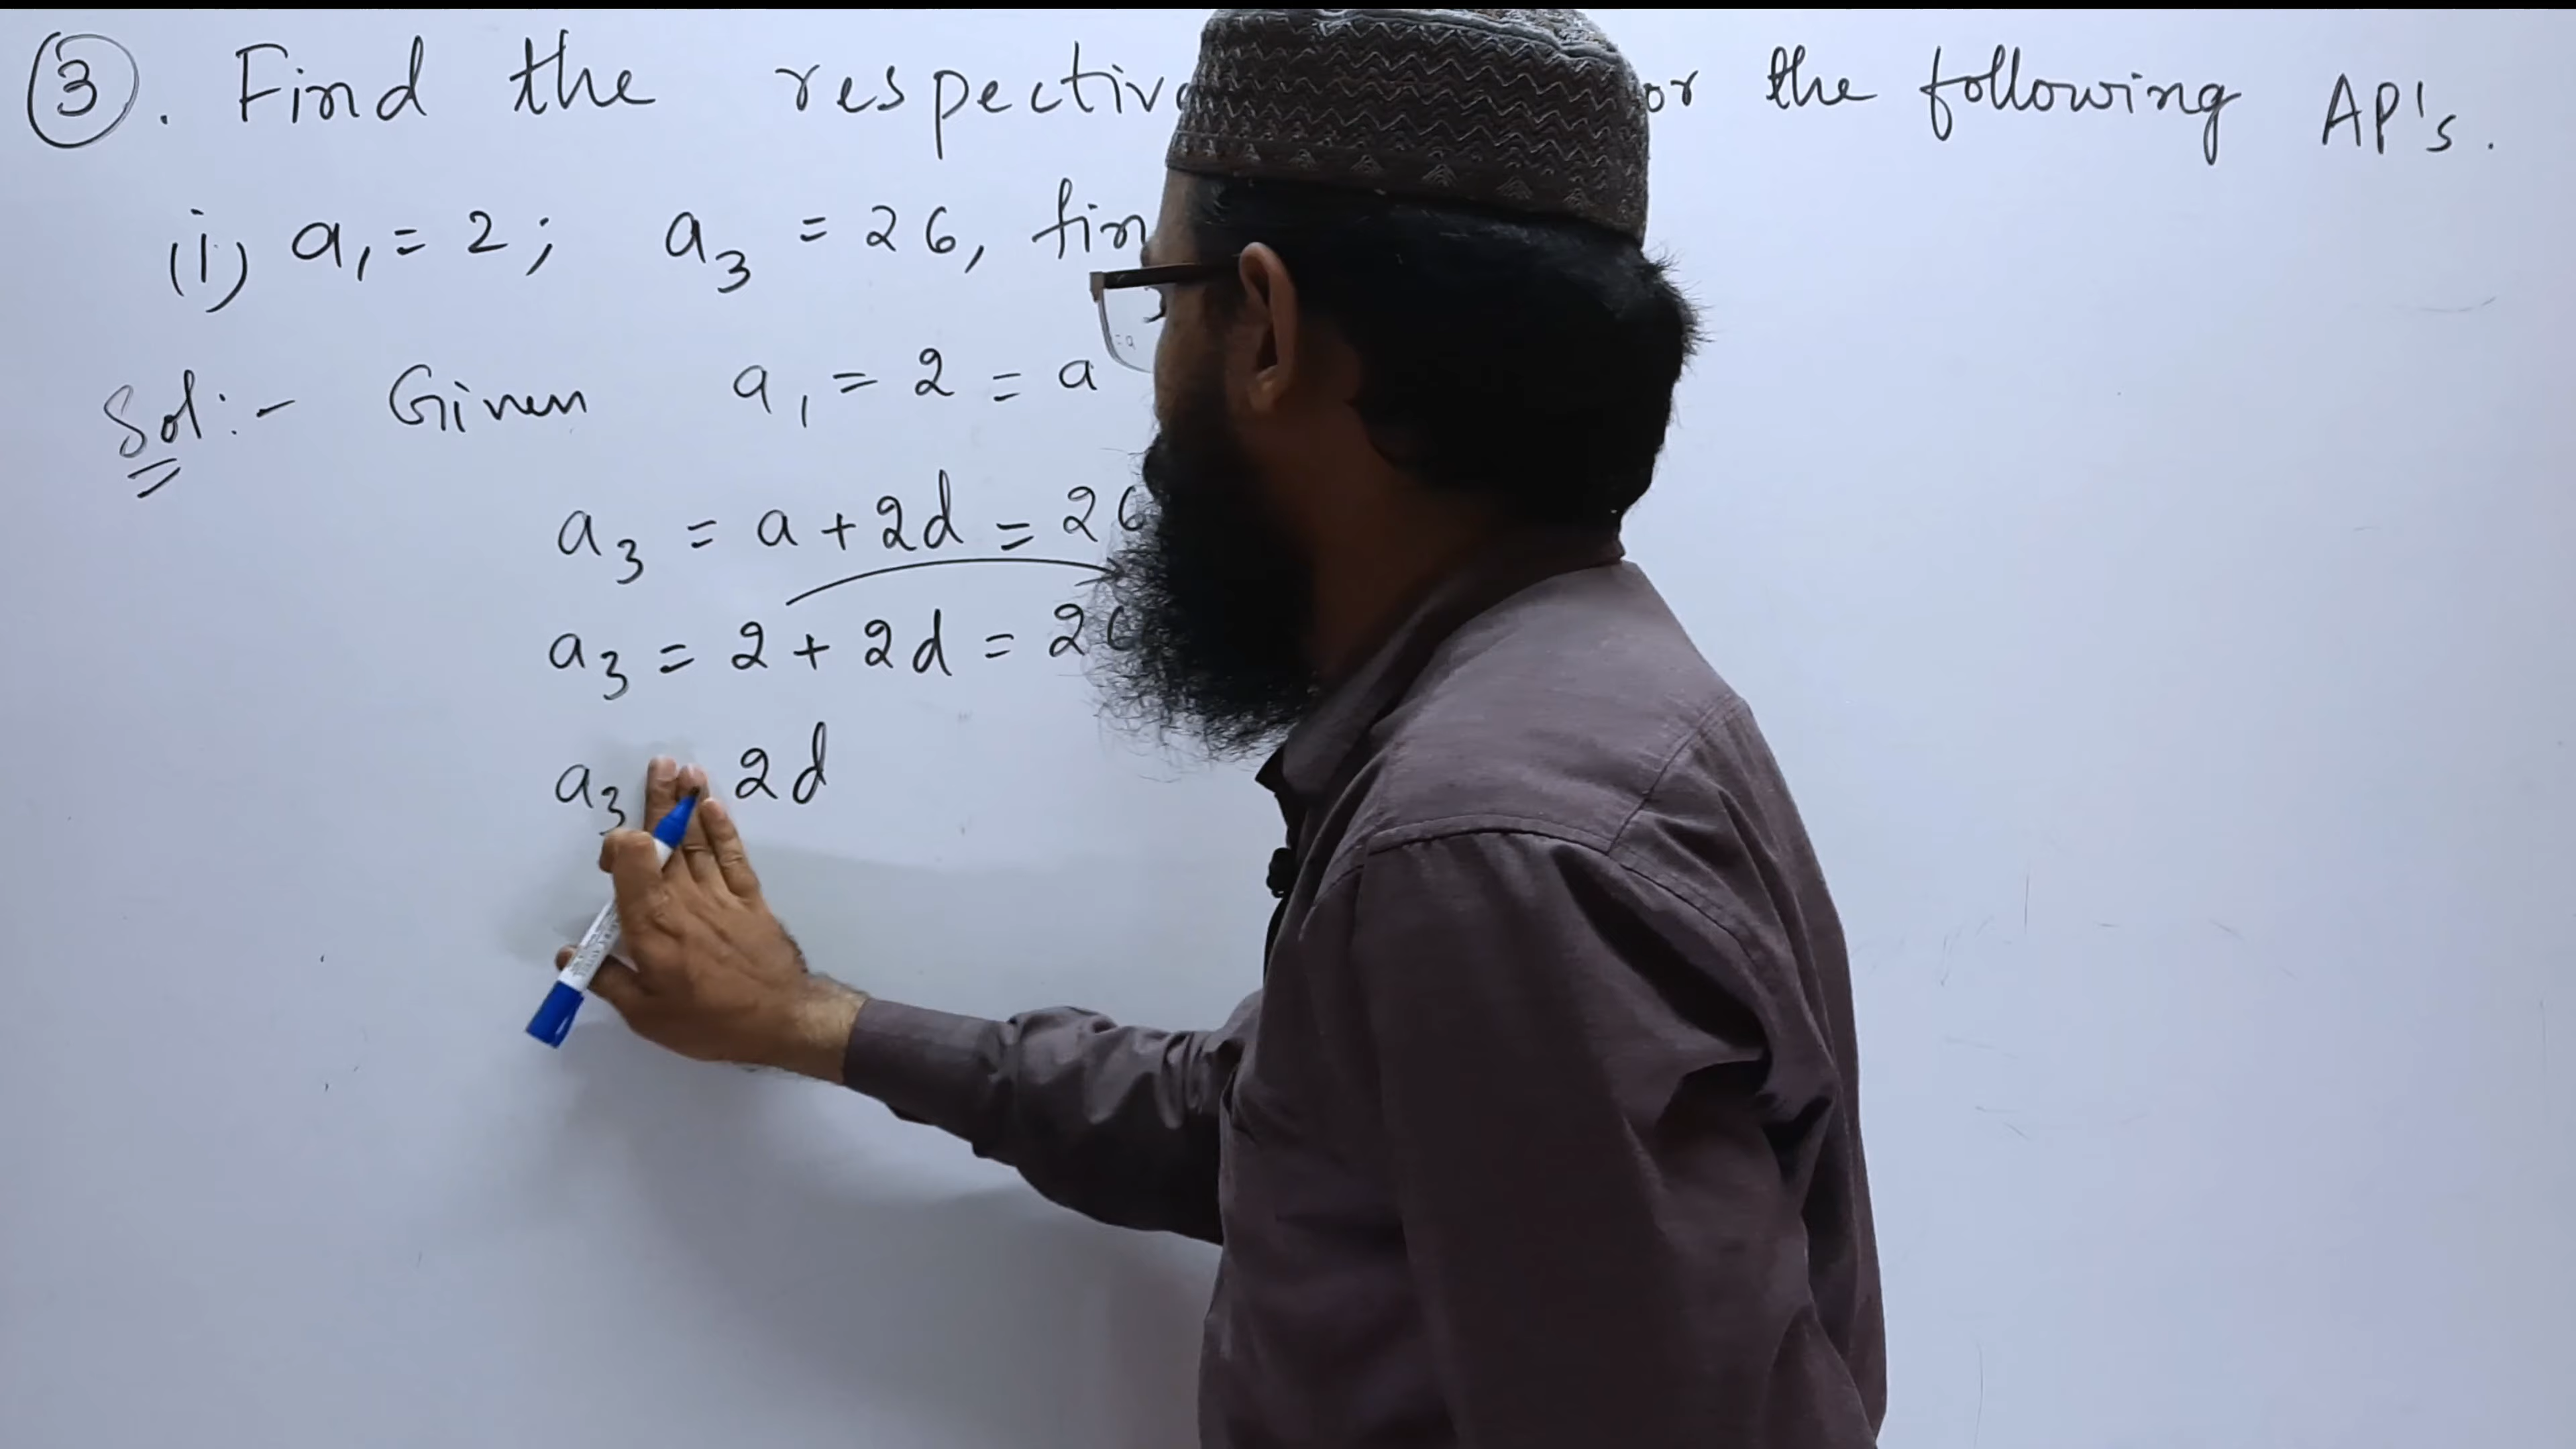 3. Find the respectiv or the following AP's.
(i) a₁ = 2; a₃ = 26, fin
Sol:- Given a₁ = 2 = a
a₃ = a + 2d = 26
a₃ = 2 + 2d = 26
a₃ 2d